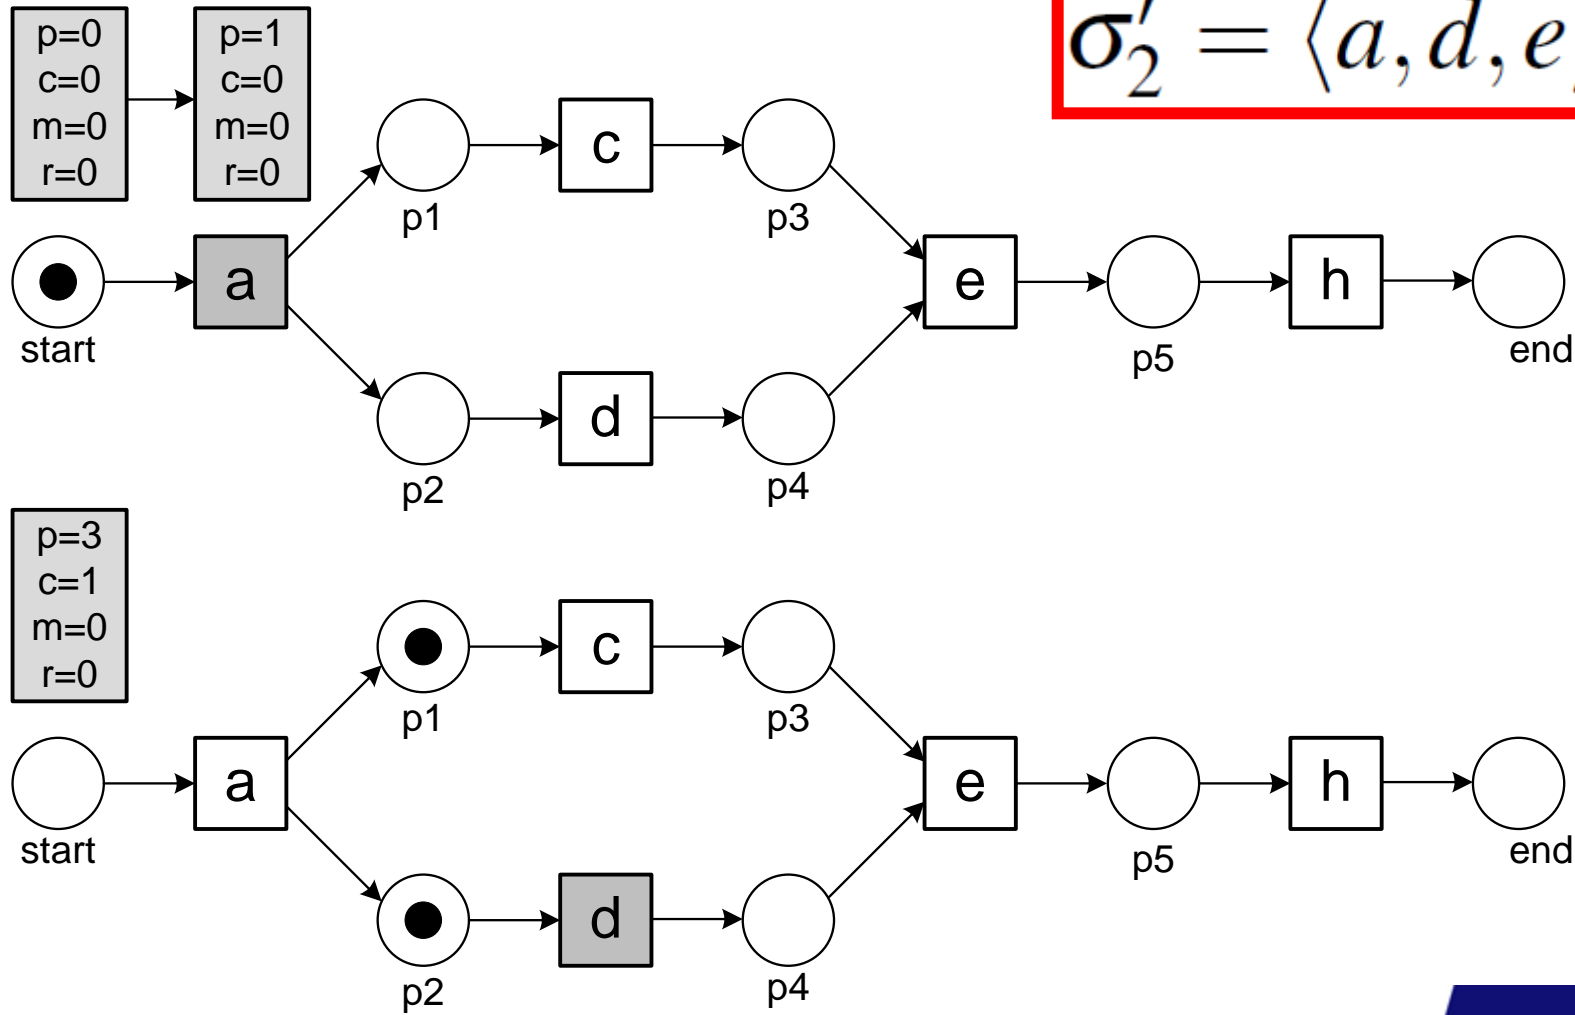 σ′₂ = ⟨a, d, e
p=0
c=0
m=0
r=0
p=1
c=0
m=0
r=0
p1
c
p3
start
a
e
p5
h
end
p2
d
p4
p=3
c=1
m=0
r=0
p1
c
p3
start
a
e
p5
h
end
p2
d
p4